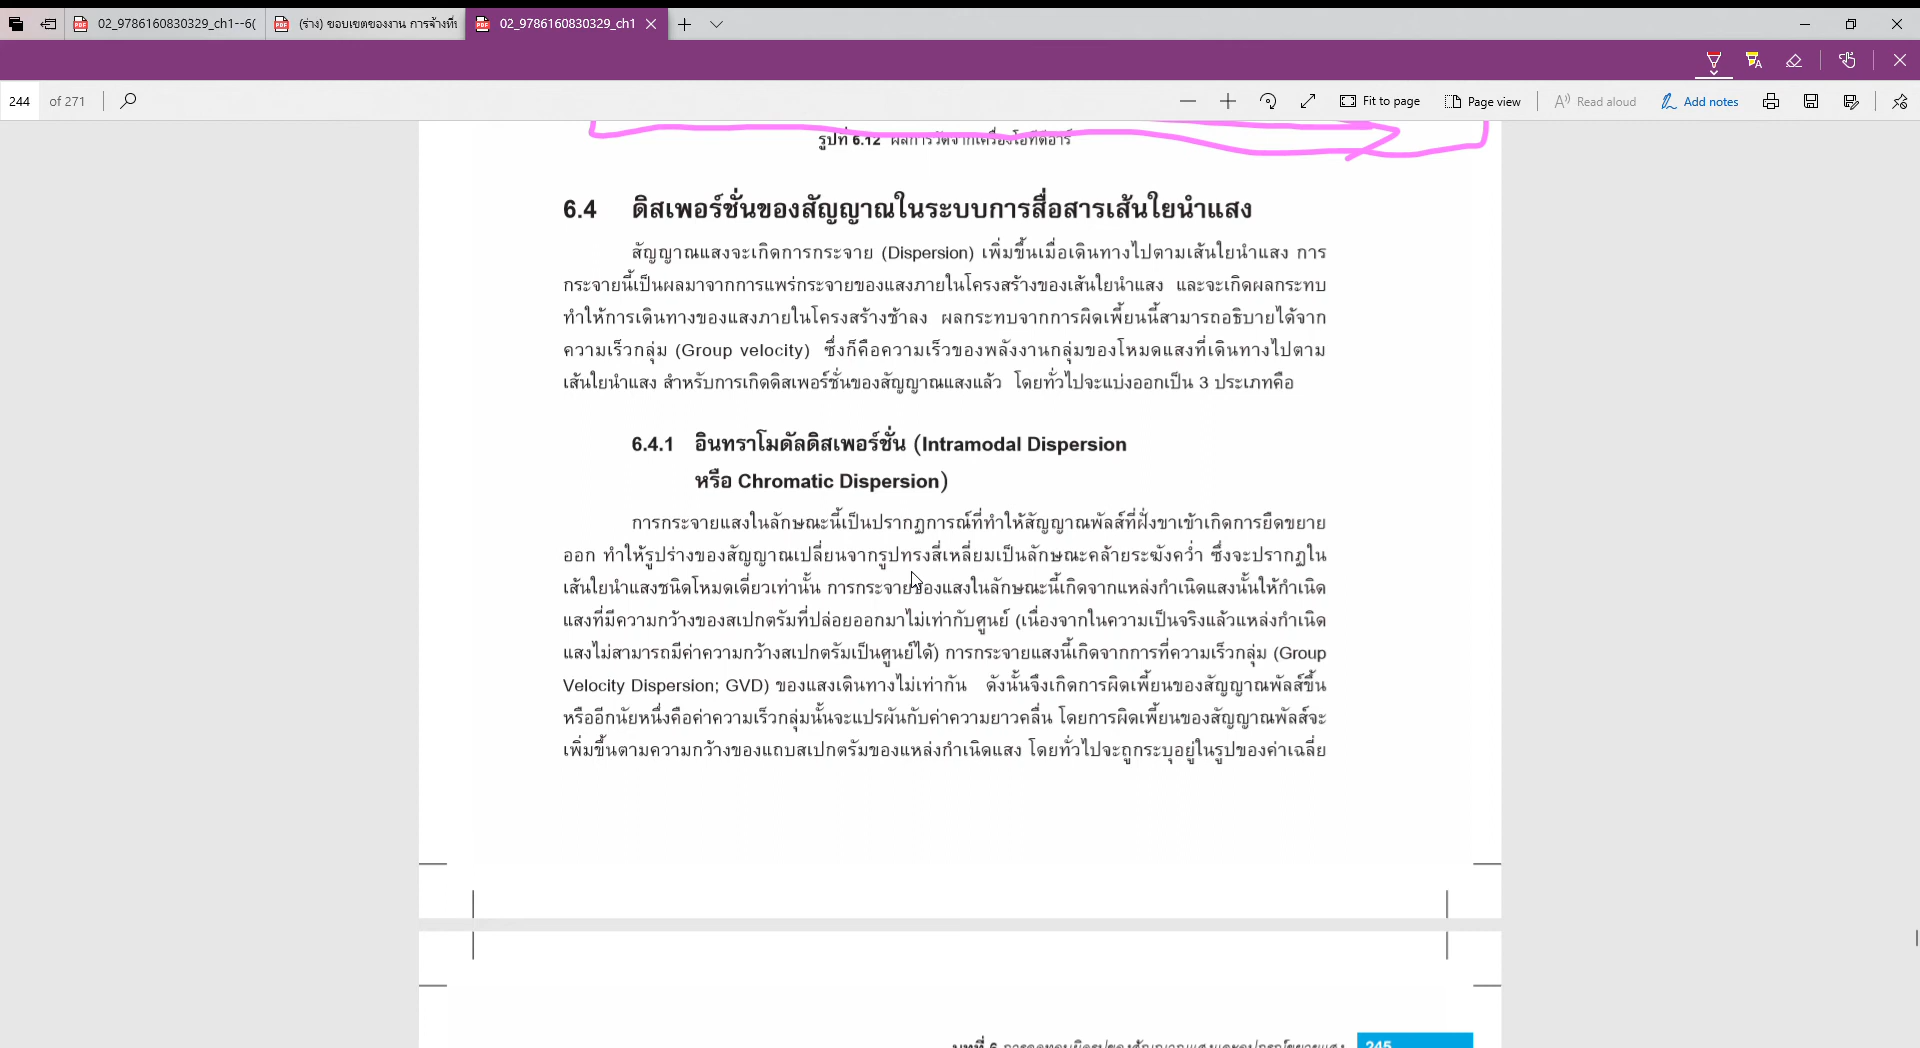 02_9786160830329_ch1--6(
(ร่าง) ขอบเขตของงาน การจ้างที่ป
02_9786160830329_ch1
244 of 271
Fit to page
Page view
Read aloud
Add notes
รูปที่ 6.12 ผลการวัดจากเครื่องโอทีดีอาร์
6.4 ดิสเพอร์ชั่นของสัญญาณในระบบการสื่อสารเส้นใยนำแสง
สัญญาณแสงจะเกิดการกระจาย (Dispersion) เพิ่มขึ้นเมื่อเดินทางไปตามเส้นใยนำแสง การ
กระจายนี้เป็นผลมาจากการแพร่กระจายของแสงภายในโครงสร้างของเส้นใยนำแสง และจะเกิดผลกระทบ
ทำให้การเดินทางของแสงภายในโครงสร้างช้าลง ผลกระทบจากการผิดเพี้ยนนี้สามารถอธิบายได้จาก
ความเร็วกลุ่ม (Group velocity) ซึ่งก็คือความเร็วของพลังงานกลุ่มของโหมดแสงที่เดินทางไปตาม
เส้นใยนำแสง สำหรับการเกิดดิสเพอร์ชั่นของสัญญาณแสงแล้ว โดยทั่วไปจะแบ่งออกเป็น 3 ประเภทคือ
6.4.1 อินทราโมดัลดิสเพอร์ชั่น (Intramodal Dispersion
หรือ Chromatic Dispersion)
การกระจายแสงในลักษณะนี้เป็นปรากฏการณ์ที่ทำให้สัญญาณพัลส์ที่ฝั่งขาเข้าเกิดการยืดขยาย
ออก ทำให้รูปร่างของสัญญาณเปลี่ยนจากรูปทรงสี่เหลี่ยมเป็นลักษณะคล้ายระฆังคว่ำ ซึ่งจะปรากฏใน
เส้นใยนำแสงชนิดโหมดเดี่ยวเท่านั้น การกระจายของแสงในลักษณะนี้เกิดจากแหล่งกำเนิดแสงนั้นให้กำเนิด
แสงที่มีความกว้างของสเปกตรัมที่ปล่อยออกมาไม่เท่ากับศูนย์ (เนื่องจากในความเป็นจริงแล้วแหล่งกำเนิด
แสงไม่สามารถมีค่าความกว้างสเปกตรัมเป็นศูนย์ได้) การกระจายแสงนี้เกิดจากการที่ความเร็วกลุ่ม (Group
Velocity Dispersion; GVD) ของแสงเดินทางไม่เท่ากัน ดังนั้นจึงเกิดการผิดเพี้ยนของสัญญาณพัลส์ขึ้น
หรืออีกนัยหนึ่งคือค่าความเร็วกลุ่มนั้นจะแปรผันกับค่าความยาวคลื่น โดยการผิดเพี้ยนของสัญญาณพัลส์จะ
เพิ่มขึ้นตามความกว้างของแถบสเปกตรัมของแหล่งกำเนิดแสง โดยทั่วไปจะถูกระบุอยู่ในรูปของค่าเฉลี่ย
บทที่ 6 245